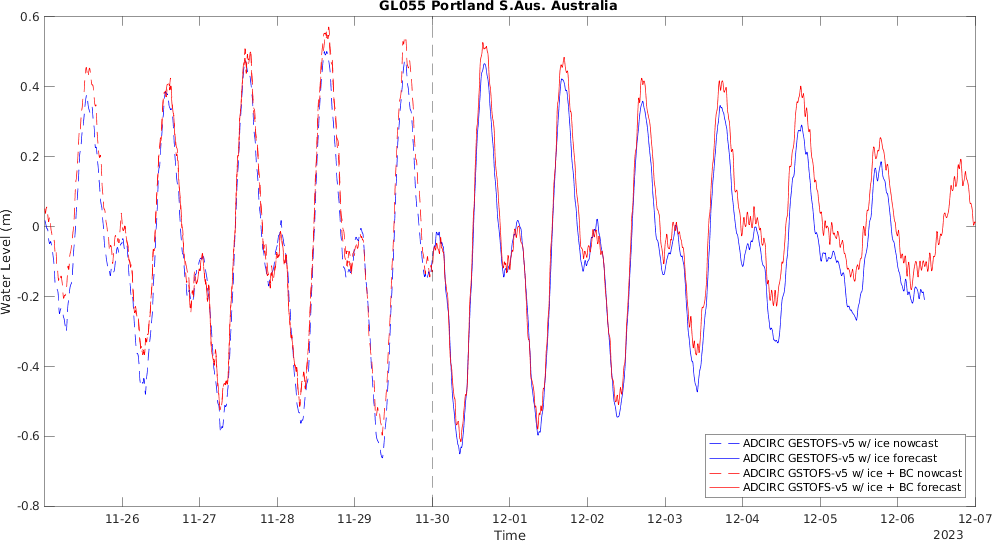 GL055 Portland S.Aus. Australia
0.6
0.4
0.2
0
-0.2
-0.4
-0.6
-0.8
Water Level (m)
ADCIRC GESTOFS-v5 w/ ice nowcast
ADCIRC GESTOFS-v5 w/ ice forecast
ADCIRC GSTOFS-v5 w/ ice + BC nowcast
ADCIRC GSTOFS-v5 w/ ice + BC forecast
11-26 11-27 11-28 11-29 11-30 12-01 12-02 12-03 12-04 12-05 12-06 12-07
Time
2023